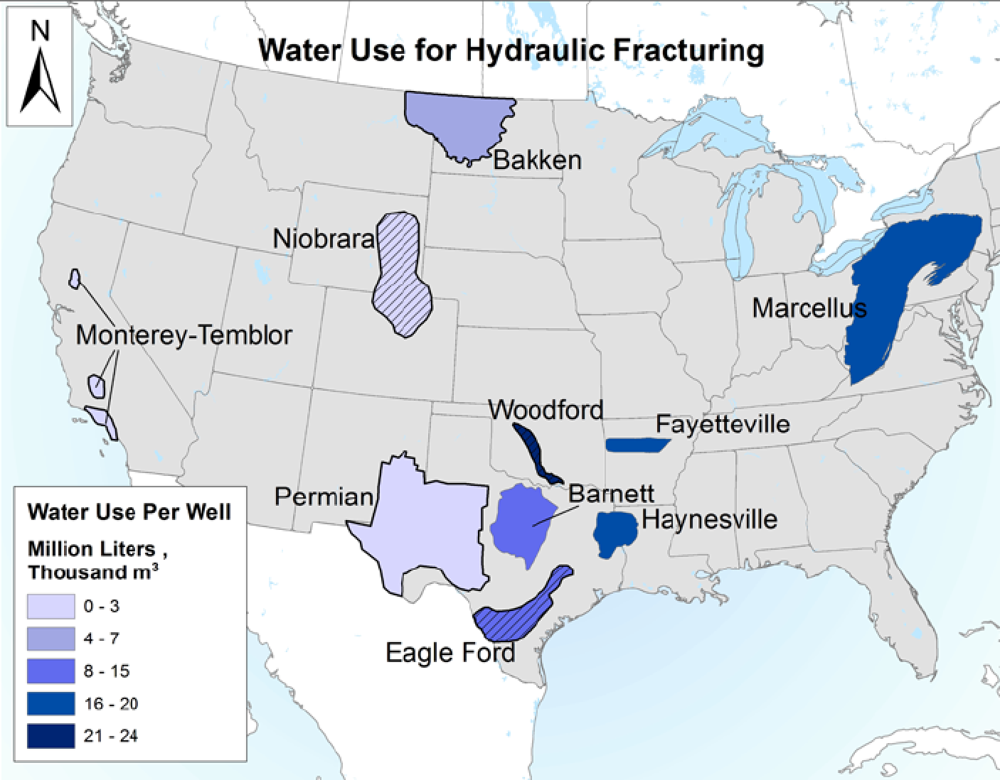 N
Water Use for Hydraulic Fracturing
Bakken
Niobrara
Marcellus
Monterey-Temblor
Woodford
Fayetteville
Permian
Barnett
Haynesville
Eagle Ford
Water Use Per Well
Million Liters ,
Thousand m³
0 - 3
4 - 7
8 - 15
16 - 20
21 - 24